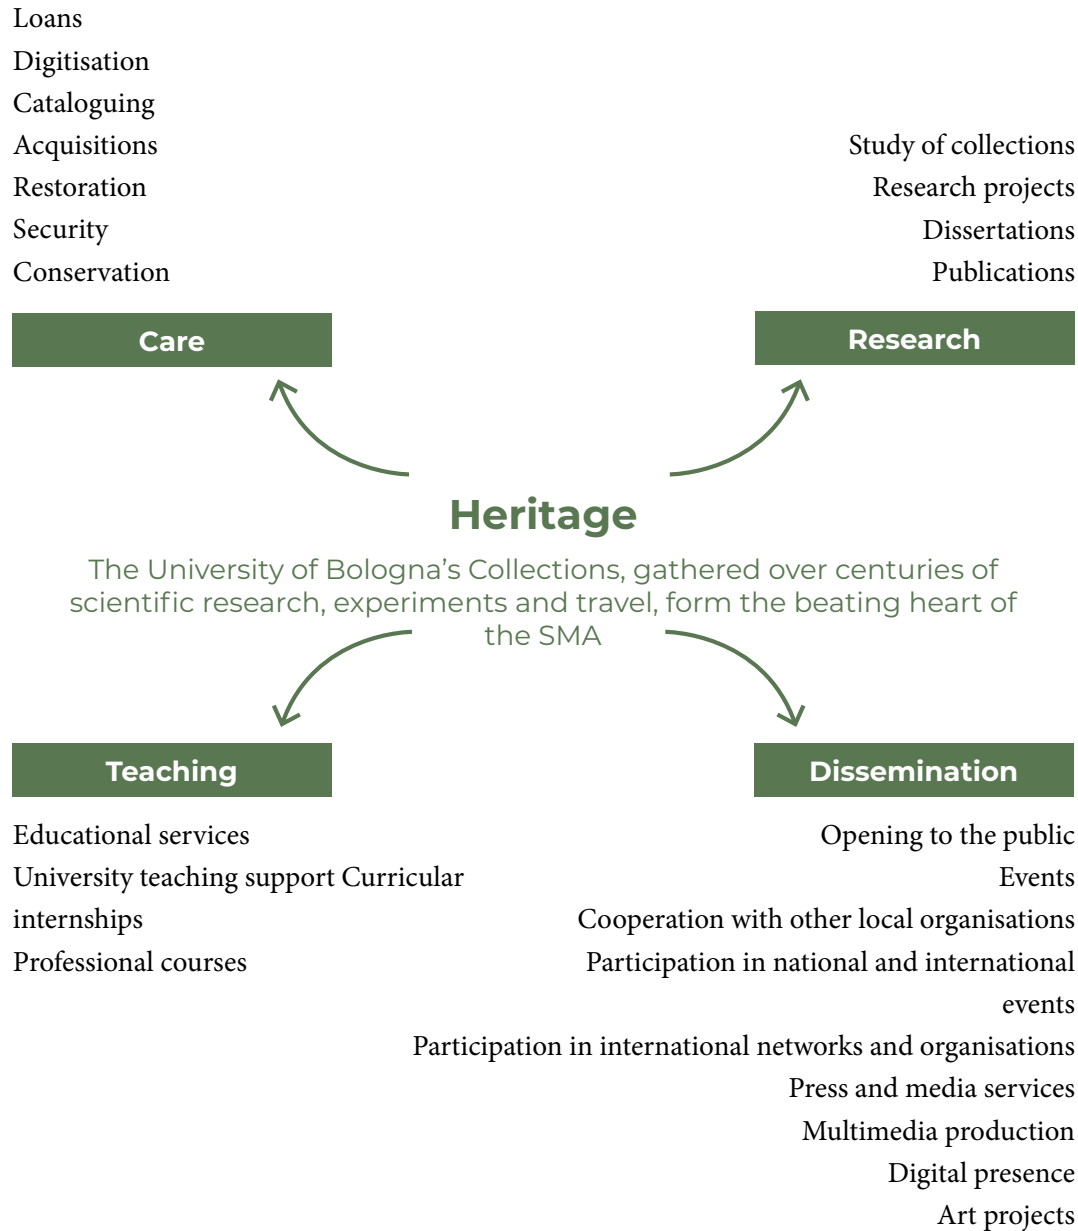 Loans
Digitisation
Cataloguing
Acquisitions
Restoration
Security
Conservation
Care
Study of collections
Research projects
Dissertations
Publications
Research
Heritage
The University of Bologna’s Collections, gathered over centuries of
scientific research, experiments and travel, form the beating heart of
the SMA
Teaching
Educational services
University teaching support Curricular
internships
Professional courses
Dissemination
Opening to the public
Events
Cooperation with other local organisations
Participation in national and international
events
Participation in international networks and organisations
Press and media services
Multimedia production
Digital presence
Art projects